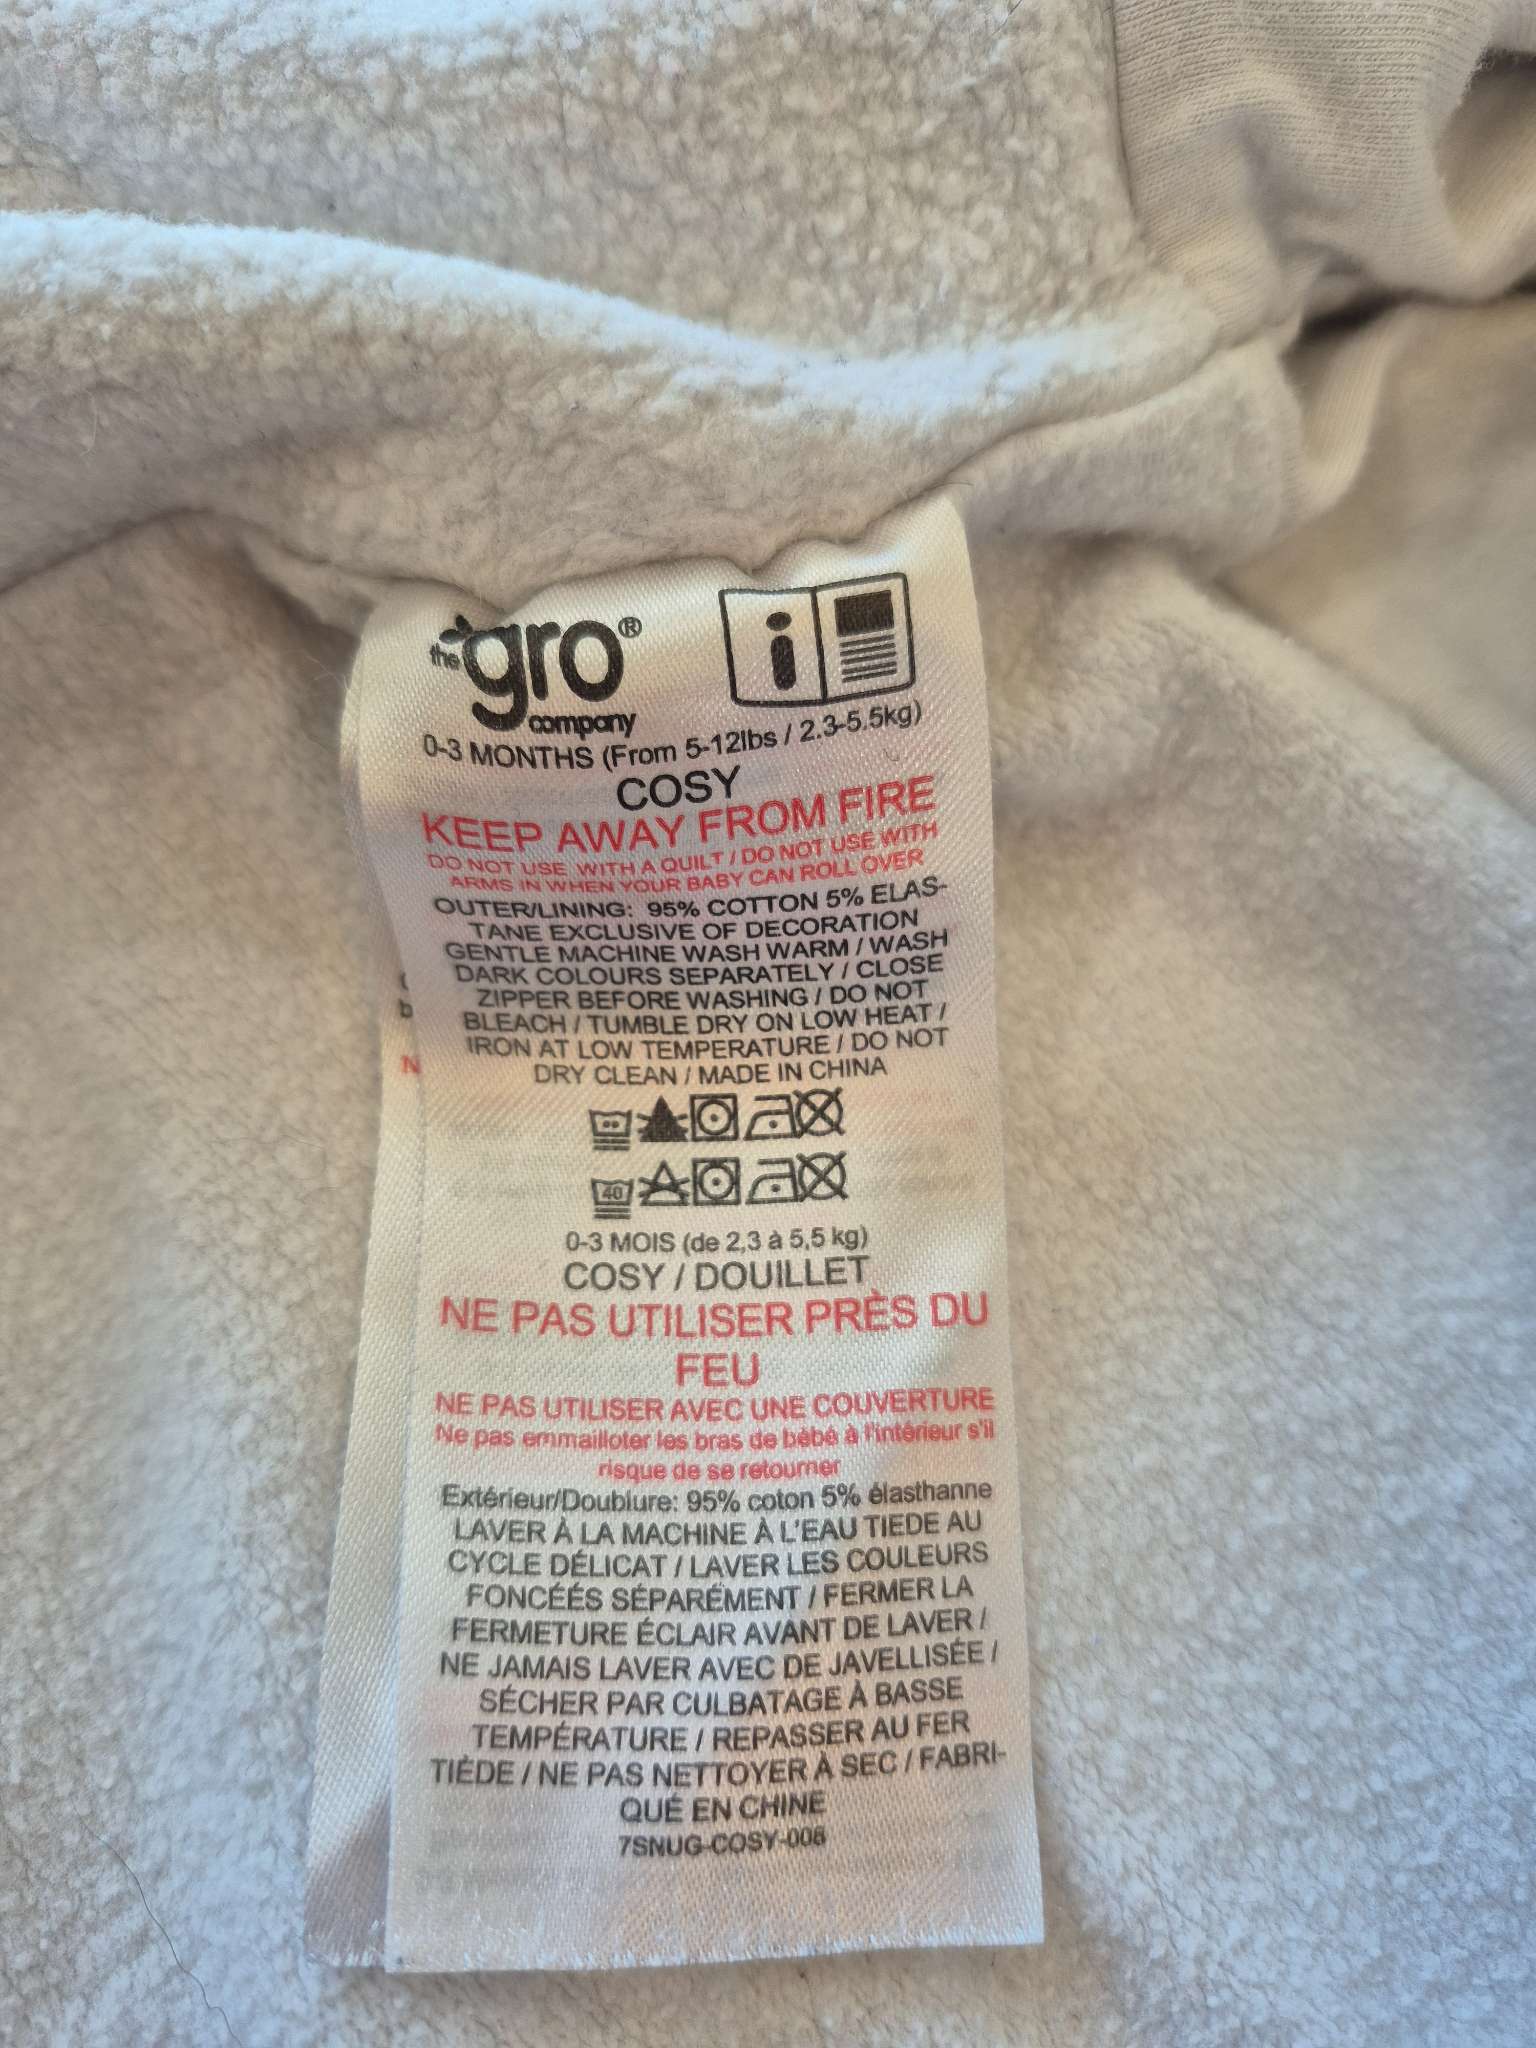 the gro® company
0-3 MONTHS (From 5-12lbs / 2.3-5.5kg)
COSY
KEEP AWAY FROM FIRE
DO NOT USE WITH A QUILT / DO NOT USE WITH
ARMS IN WHEN YOUR BABY CAN ROLL OVER
OUTER/LINING: 95% COTTON 5% ELAS-
TANE EXCLUSIVE OF DECORATION
GENTLE MACHINE WASH WARM / WASH
DARK COLOURS SEPARATELY / CLOSE
ZIPPER BEFORE WASHING / DO NOT
BLEACH / TUMBLE DRY ON LOW HEAT /
IRON AT LOW TEMPERATURE / DO NOT
DRY CLEAN / MADE IN CHINA
40
0-3 MOIS (de 2,3 à 5,5 kg)
COSY / DOUILLET
NE PAS UTILISER PRÈS DU
FEU
NE PAS UTILISER AVEC UNE COUVERTURE
Ne pas emmailloter les bras de bébé à l'intérieur s'il
risque de se retourner
Extérieur/Doublure: 95% coton 5% élasthanne
LAVER À LA MACHINE À L'EAU TIEDE AU
CYCLE DÉLICAT / LAVER LES COULEURS
FONCÉÉS SÉPARÉMENT / FERMER LA
FERMETURE ÉCLAIR AVANT DE LAVER /
NE JAMAIS LAVER AVEC DE JAVELLISÉE /
SÉCHER PAR CULBATAGE À BASSE
TEMPÉRATURE / REPASSER AU FER
TIÉDE / NE PAS NETTOYER À SEC / FABRI-
QUÉ EN CHINE
7SNUG-COSY-008